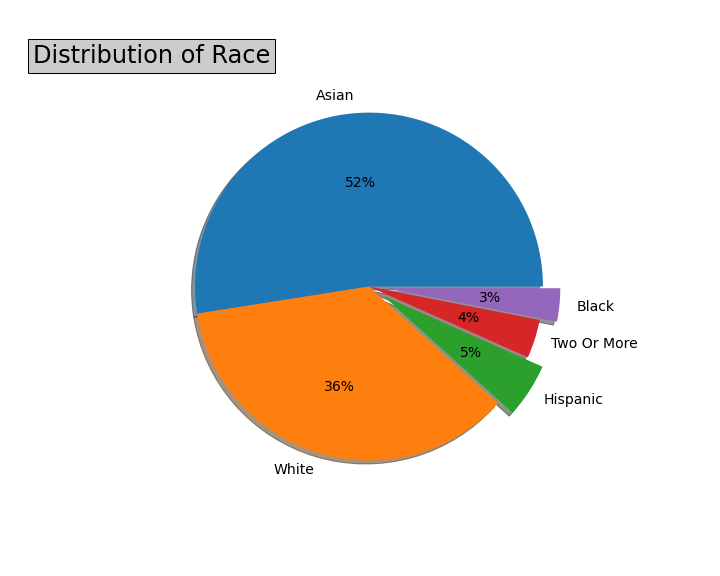 Distribution of Race
Asian
52%
3%
Black
4%
Two Or More
5%
36%
Hispanic
White